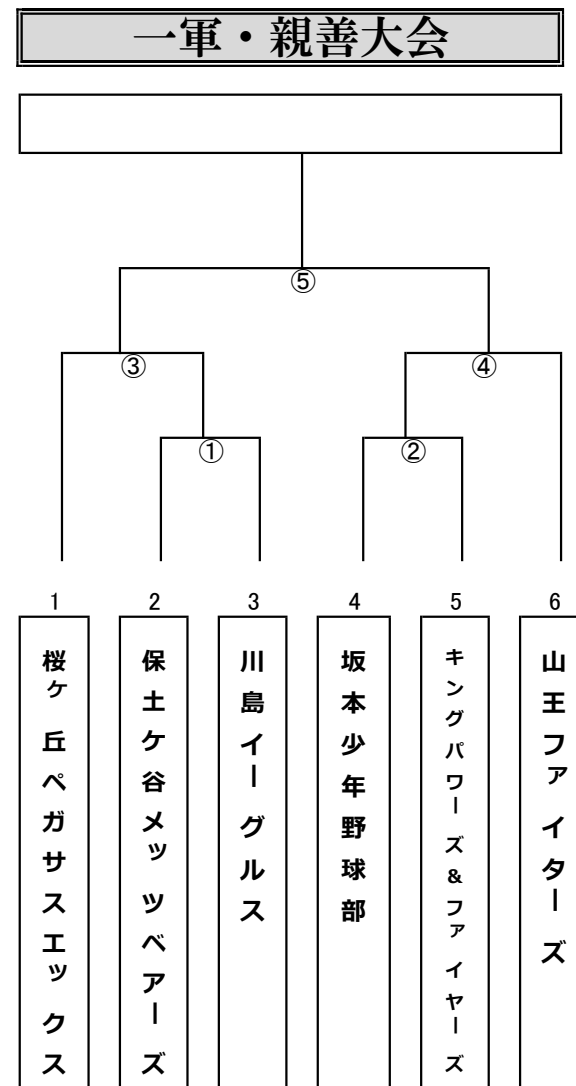 一軍・親善大会
⑤
③
④
①
②
1
2
3
4
5
6
桜ケ丘ペガサスエックス
保土ケ谷メッツベアーズ
川島イーグルス
坂本少年野球部
キングパワーズ&ファイヤーズ
山王ファイターズ